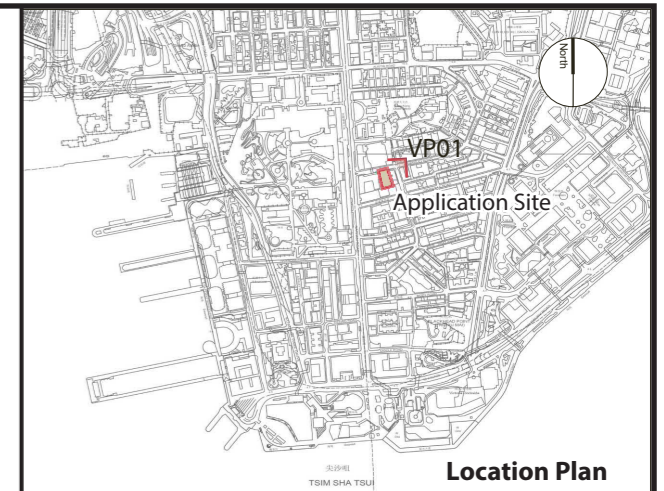 North
VP01
Application Site
尖沙咀
TSIM SHA TSUI
Location Plan